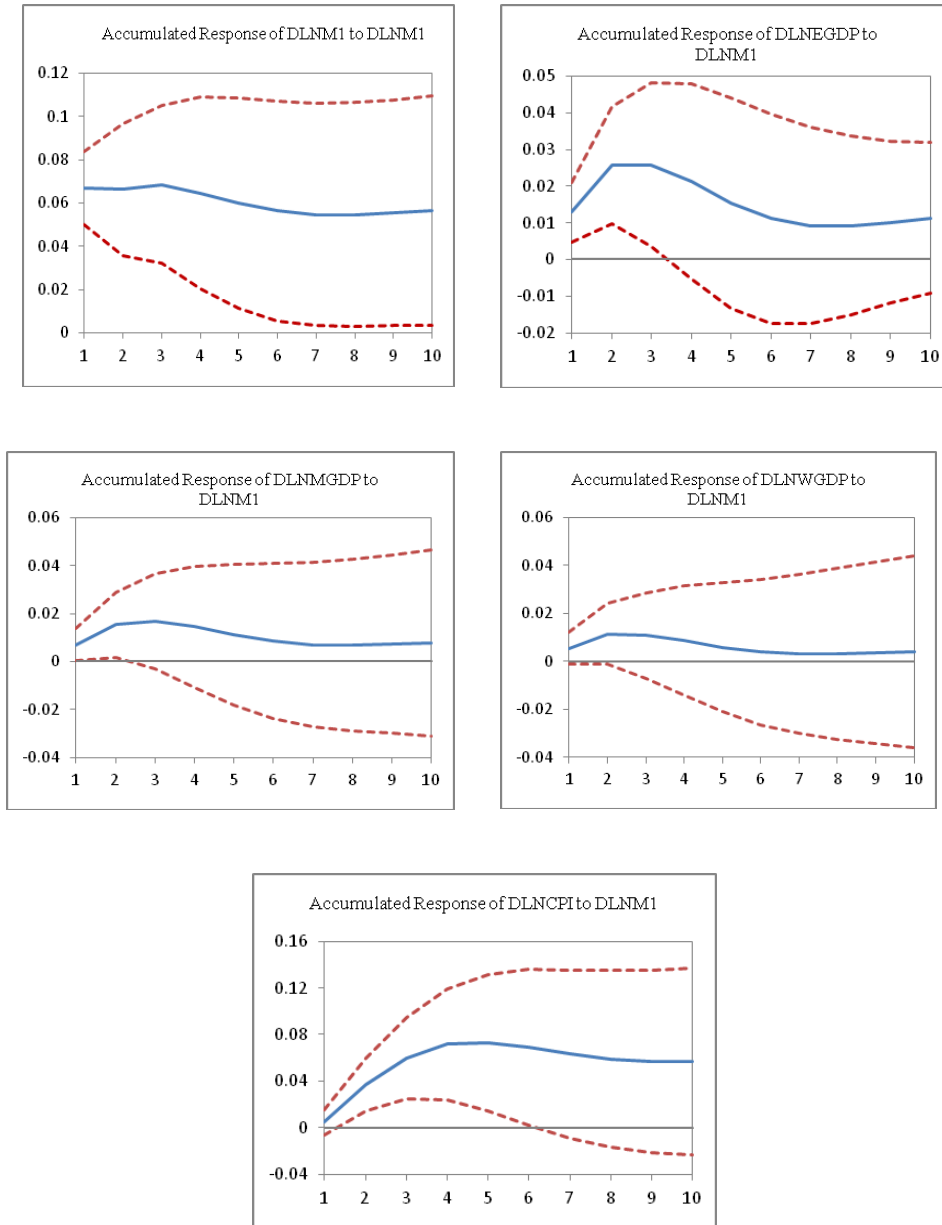 Accumulated Response of DLNM1 to DLNM1
0.12
0.1
0.08
0.06
0.04
0.02
0
1 2 3 4 5 6 7 8 9 10
Accumulated Response of DLNEGDP to
DLNM1
0.05
0.04
0.03
0.02
0.01
0
-0.01
-0.02
1 2 3 4 5 6 7 8 9 10
Accumulated Response of DLNMGDP to
DLNM1
0.06
0.04
0.02
0
-0.02
-0.04
1 2 3 4 5 6 7 8 9 10
Accumulated Response of DLNWGDP to
DLNM1
0.06
0.04
0.02
0
-0.02
-0.04
1 2 3 4 5 6 7 8 9 10
Accumulated Response of DLNCPI to DLNM1
0.16
0.12
0.08
0.04
0
-0.04
1 2 3 4 5 6 7 8 9 10